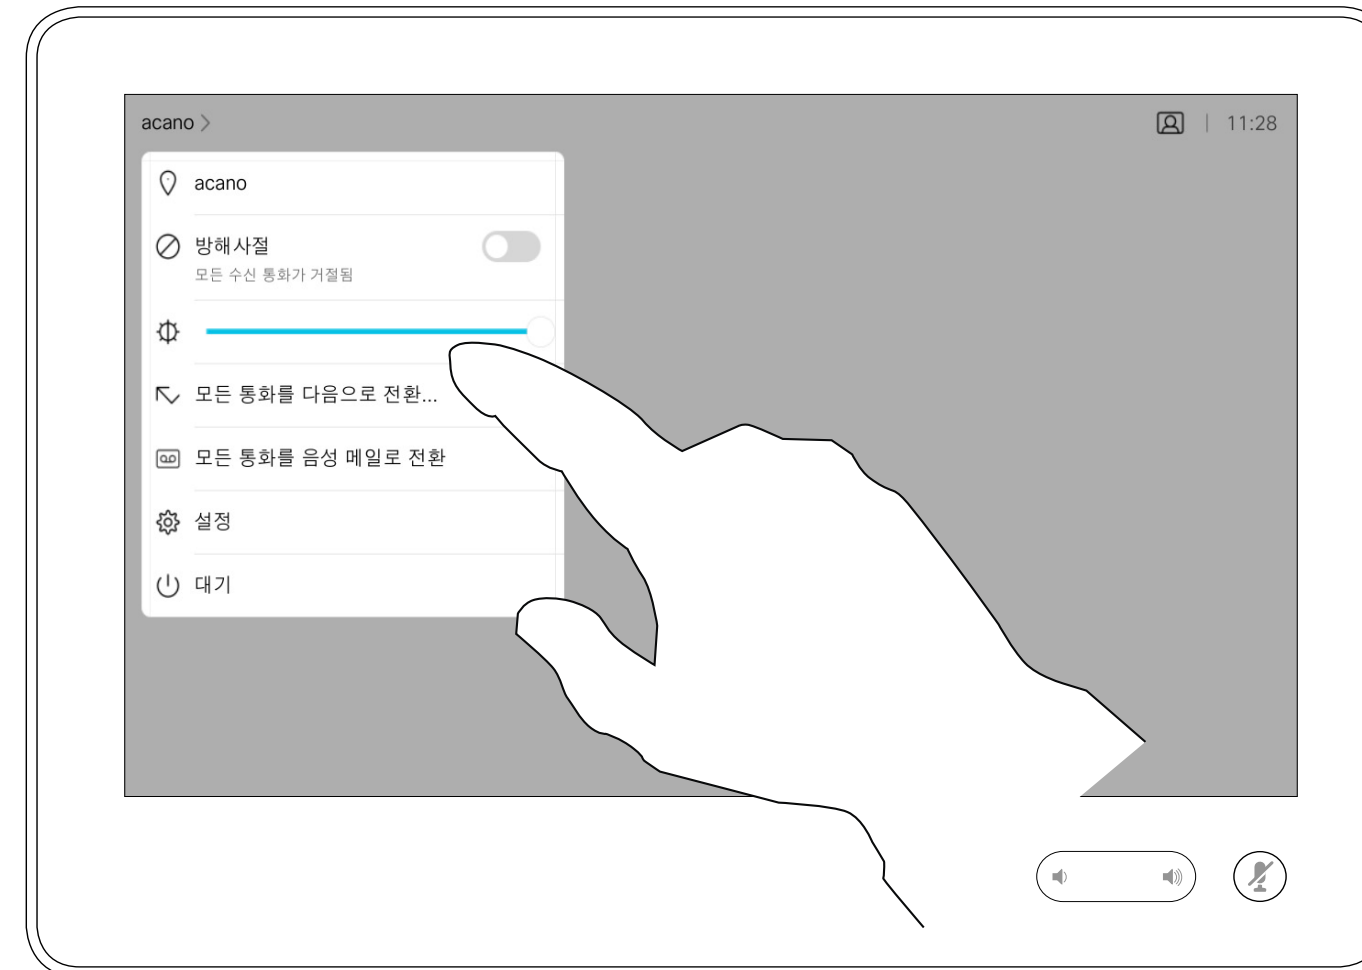 acano
11:28
acano
방해사절
모든 수신 통화가 거절됨
모든 통화를 다음으로 전환...
모든 통화를 음성 메일로 전환
설정
대기